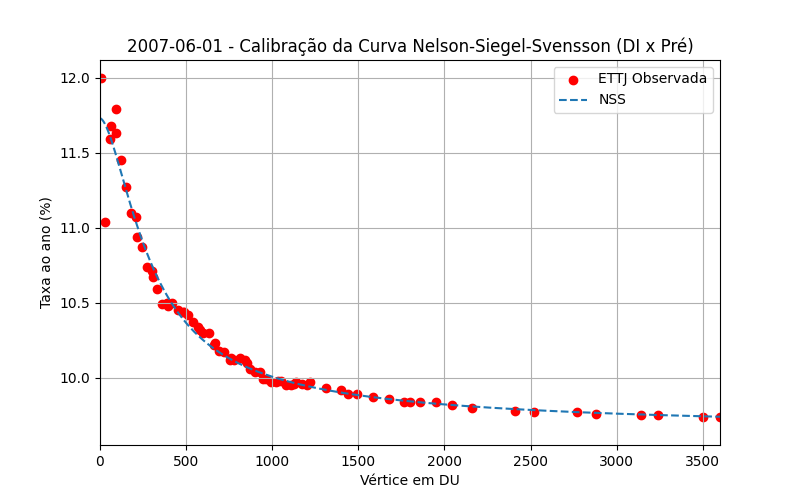 2007-06-01 - Calibração da Curva Nelson-Siegel-Svensson (DI x Pré)
ETTJ Observada
NSS
Taxa ao ano (%)
12.0
11.5
11.0
10.5
10.0
0 500 1000 1500 2000 2500 3000 3500
Vértice em DU